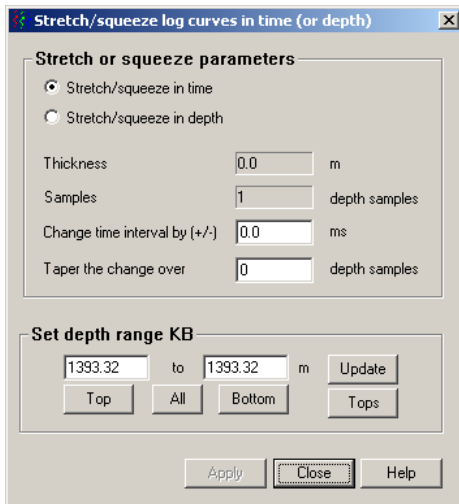 Stretch/squeeze log curves in time (or depth)
Stretch or squeeze parameters
Stretch/squeeze in time
Stretch/squeeze in depth
Thickness 0.0 m
Samples 1 depth samples
Change time interval by (+/-) 0.0 ms
Taper the change over 0 depth samples
Set depth range KB
1393.32 to 1393.32 m Update
Top All Bottom Tops
Apply Close Help